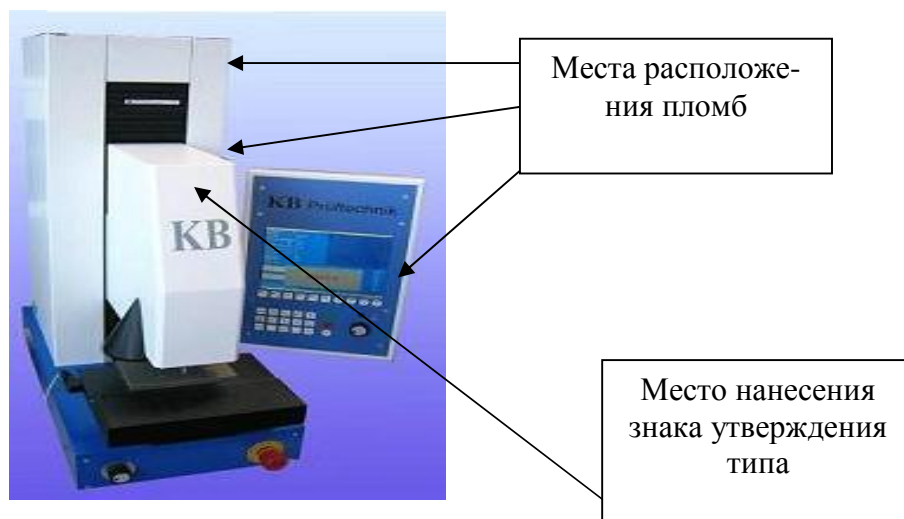 Места расположе-
ния пломб
KB Prüftechnik
KB
Место нанесения
знака утверждения
типа